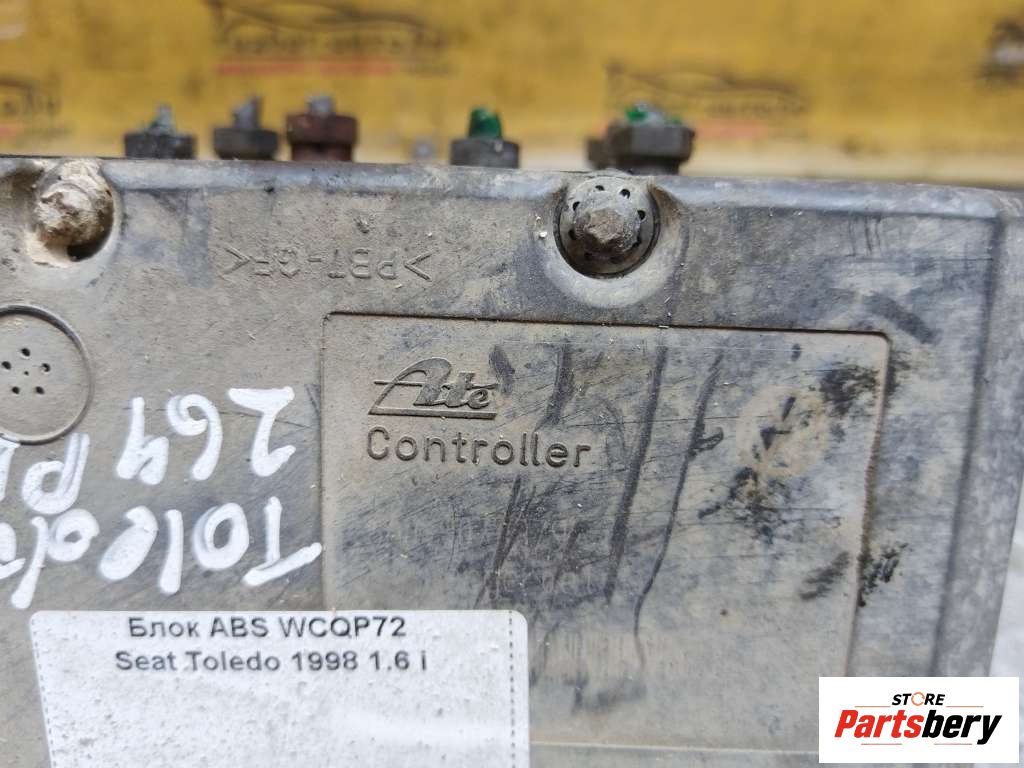 >PBT-GF<
Ate
Controller
264
Toledo
Блок ABS WCQP72
Seat Toledo 1998 1.6 i
STORE
Partsbery